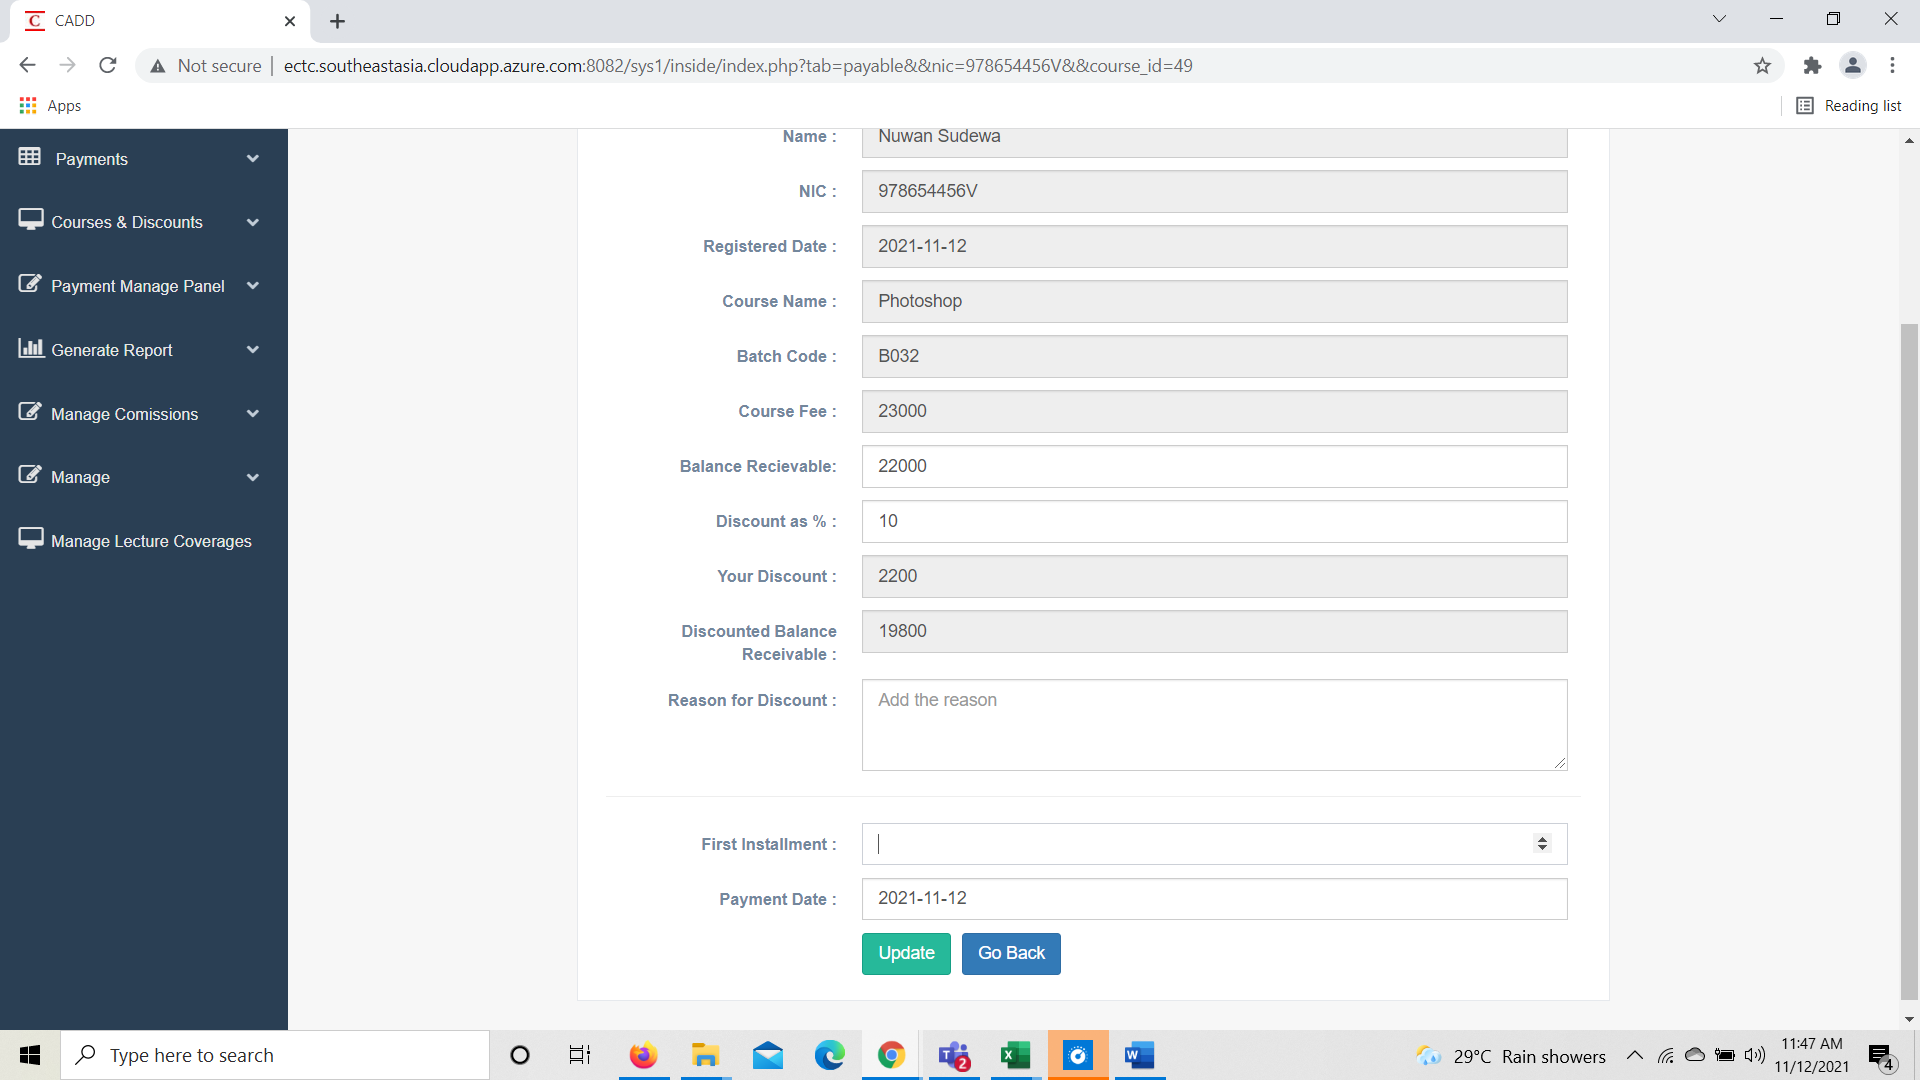 CADD
Not secure
ectc.southeastasia.cloudapp.azure.com:8082/sys1/inside/index.php?tab=payable&&nic=978654456V&&course_id=49
Apps
Reading list
Payments
Courses & Discounts
Payment Manage Panel
Generate Report
Manage Comissions
Manage
Manage Lecture Coverages
Name : Nuwan Sudewa
NIC : 978654456V
Registered Date : 2021-11-12
Course Name : Photoshop
Batch Code : B032
Course Fee : 23000
Balance Recievable: 22000
Discount as % : 10
Your Discount : 2200
Discounted Balance
Receivable : 19800
Reason for Discount : Add the reason
First Installment :
Payment Date : 2021-11-12
Update Go Back
Type here to search
2
29°C Rain showers
11:47 AM
11/12/2021
4